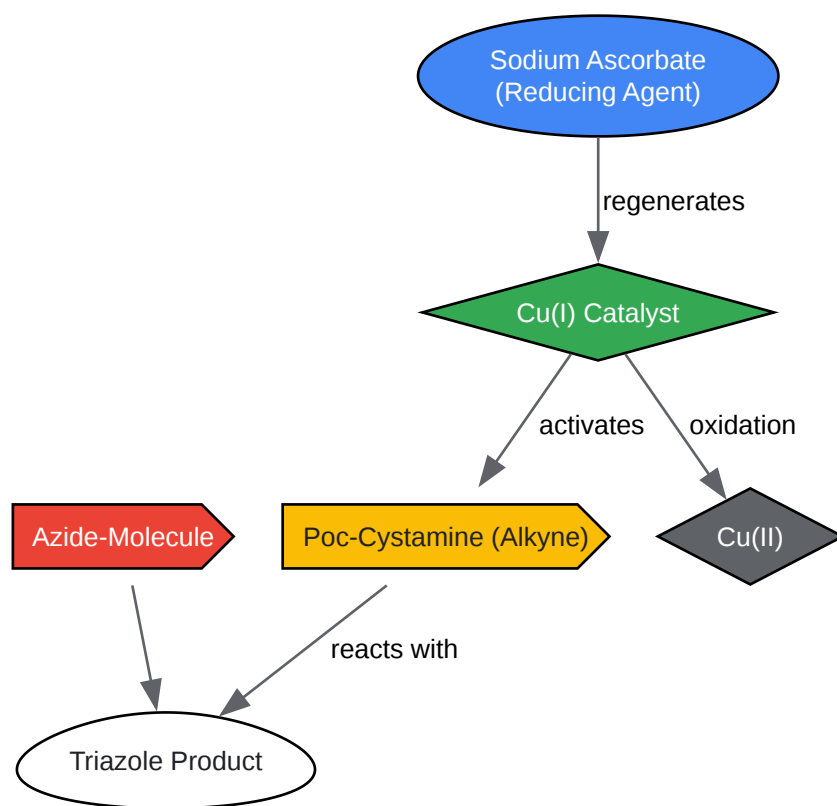 Sodium Ascorbate
(Reducing Agent)
regenerates
Cu(I) Catalyst
activates
oxidation
Azide-Molecule
Poc-Cystamine (Alkyne)
Cu(II)
reacts with
Triazole Product